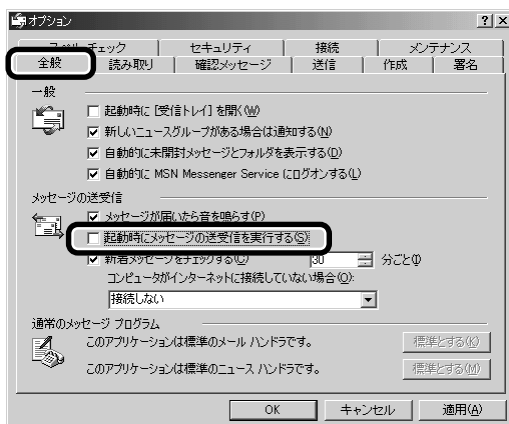 オプション
スペルチェック セキュリティ 接続 メンテナンス
全般 読み取り 確認メッセージ 送信 作成 署名
一般
起動時に [受信トレイ] を開く(W)
新しいニュースグループがある場合は通知する(N)
自動的に未開封メッセージとフォルダを表示する(D)
自動的に MSN Messenger Service にログオンする(L)
メッセージの送受信
メッセージが届いたら音を鳴らす(P)
起動時にメッセージの送受信を実行する(S)
新着メッセージをチェックする(C) 30 分ごと(I)
コンピュータがインターネットに接続していない場合(O):
接続しない
通常のメッセージ プログラム
このアプリケーションは標準のメール ハンドラです。 標準とする(K)
このアプリケーションは標準のニュース ハンドラです。 標準とする(M)
OK キャンセル 適用(A)